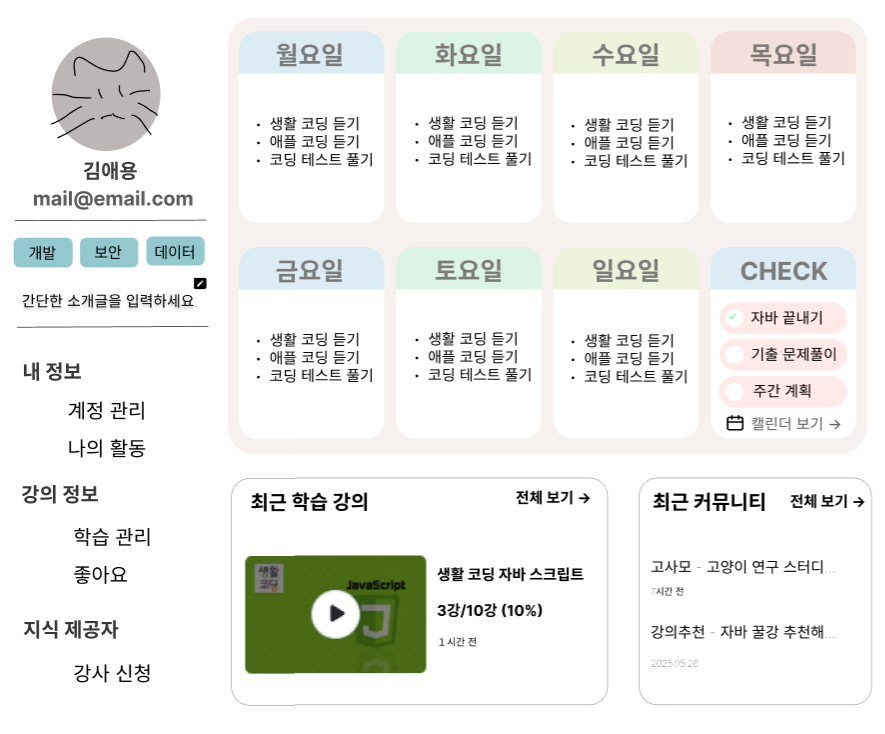 김애용
mail@email.com
개발 보안 데이터
간단한 소개글을 입력하세요.
내 정보
계정 관리
나의 활동
강의 정보
학습 관리
좋아요
지식 제공자
강사 신청
월요일
• 생활 코딩 듣기
• 애플 코딩 듣기
• 코딩 테스트 풀기
화요일
• 생활 코딩 듣기
• 애플 코딩 듣기
• 코딩 테스트 풀기
수요일
• 생활 코딩 듣기
• 애플 코딩 듣기
• 코딩 테스트 풀기
목요일
• 생활 코딩 듣기
• 애플 코딩 듣기
• 코딩 테스트 풀기
금요일
• 생활 코딩 듣기
• 애플 코딩 듣기
• 코딩 테스트 풀기
토요일
• 생활 코딩 듣기
• 애플 코딩 듣기
• 코딩 테스트 풀기
일요일
• 생활 코딩 듣기
• 애플 코딩 듣기
• 코딩 테스트 풀기
CHECK
자바 끝내기
기출 문제풀이
주간 계획
캘린더 보기 →
최근 학습 강의 전체 보기 →
생활
코딩
JavaScript
생활 코딩 자바 스크립트
3강/10강 (10%)
1시간 전
최근 커뮤니티 전체 보기 →
고사모 - 고양이 연구 스터디...
7시간 전
강의추천 - 자바 꿀강 추천해...
2025.05.26